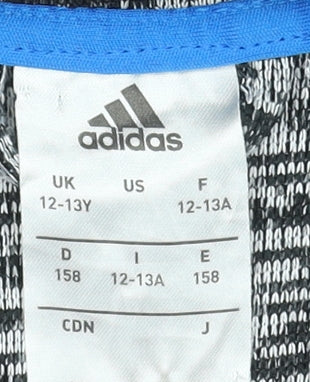 adidas
UK US F
12-13Y 12-13A
D I E
158 12-13A 158
CDN J